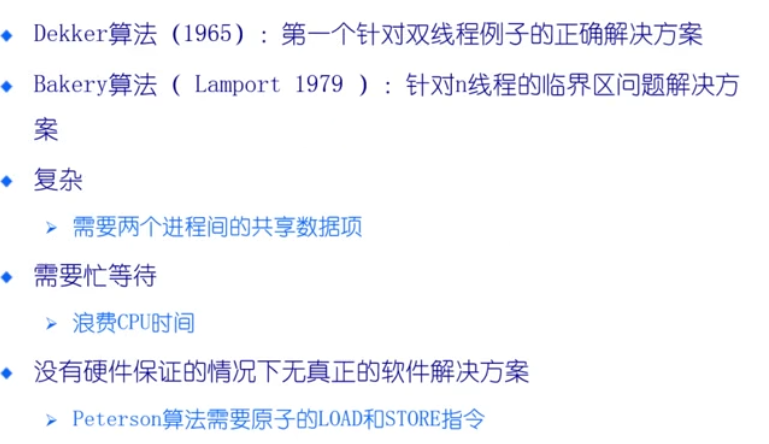 Dekker算法（1965）：第一个针对双线程例子的正确解决方案
Bakery算法（ Lamport 1979 ）：针对n线程的临界区问题解决方
案
复杂
需要两个进程间的共享数据项
需要忙等待
浪费CPU时间
没有硬件保证的情况下无真正的软件解决方案
Peterson算法需要原子的LOAD和STORE指令